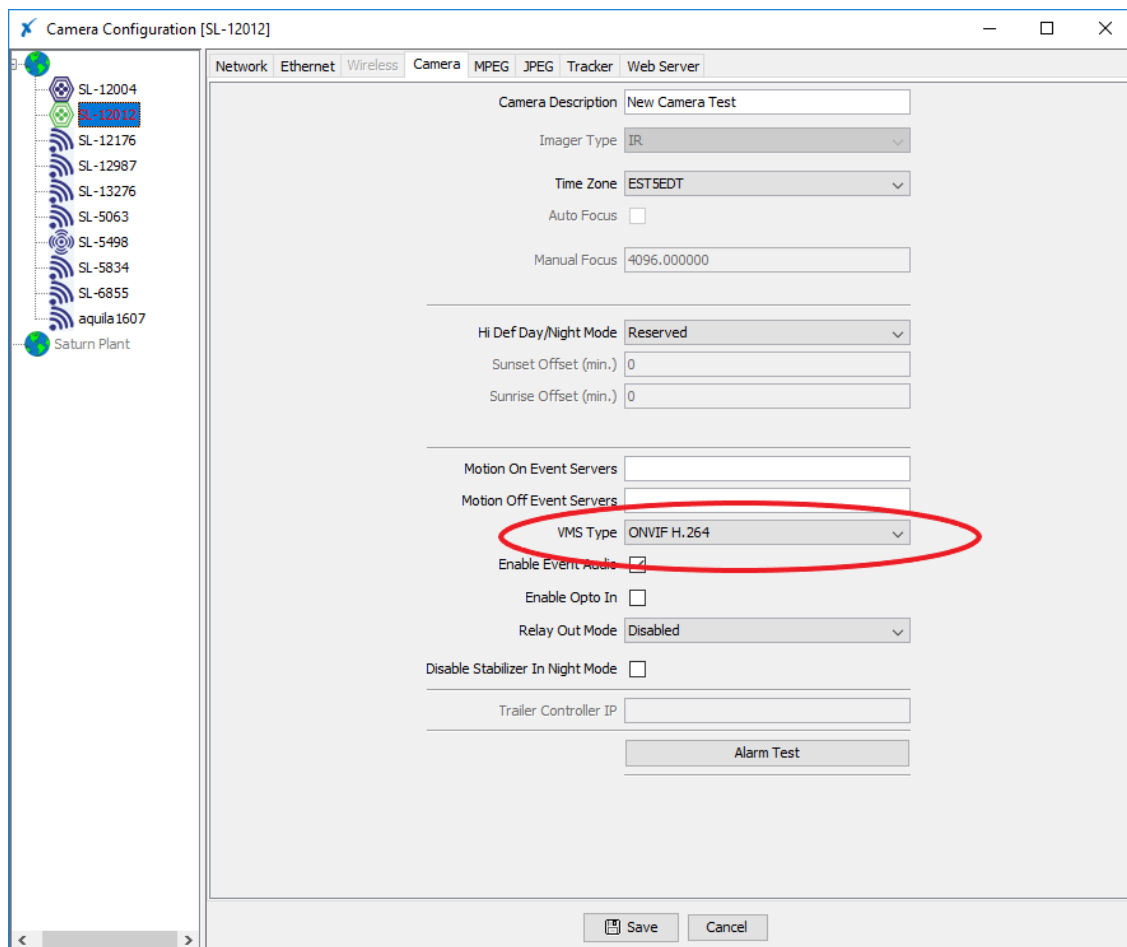 Camera Configuration [SL-12012]
SL-12004
SL-12012
SL-12176
SL-12987
SL-13276
SL-5063
SL-5498
SL-5834
SL-6855
aquila1607
Saturn Plant
Network Ethernet Wireless Camera MPEG JPEG Tracker Web Server
Camera Description New Camera Test
Imager Type IR
Time Zone EST5EDT
Auto Focus
Manual Focus 4096.000000
Hi Def Day/Night Mode Reserved
Sunset Offset (min.) 0
Sunrise Offset (min.) 0
Motion On Event Servers
Motion Off Event Servers
VMS Type ONVIF H.264
Enable Event Audio
Enable Opto In
Relay Out Mode Disabled
Disable Stabilizer In Night Mode
Trailer Controller IP
Alarm Test
Save Cancel